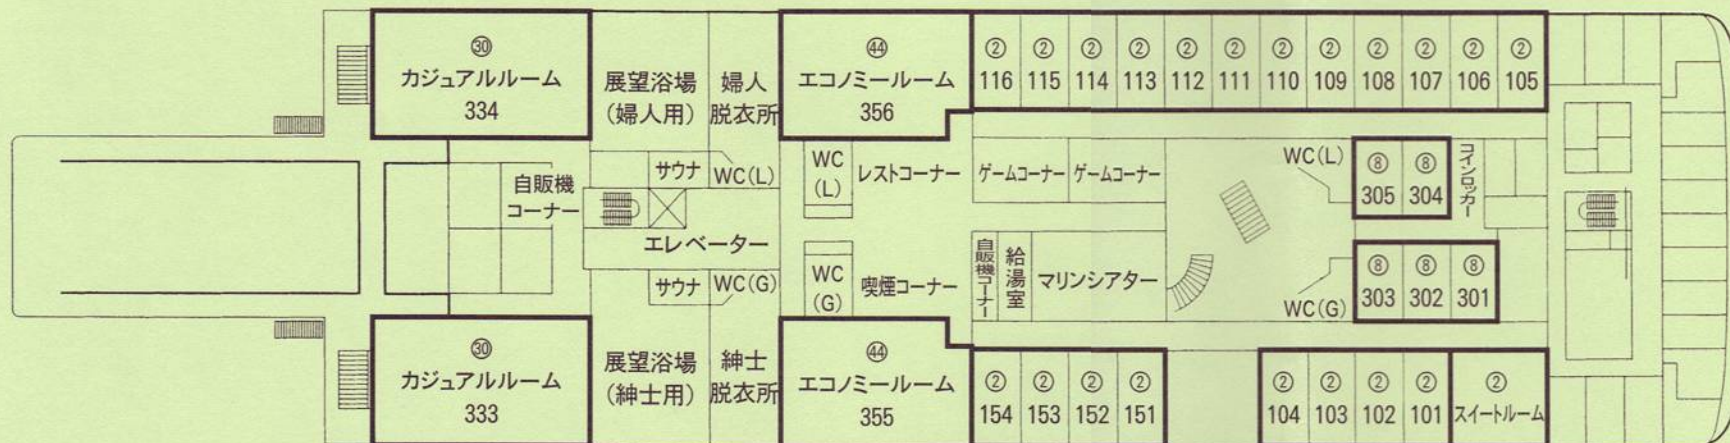 ㉚
カジュアルルーム
334
展望浴場
(婦人用)
婦人
脱衣所
㊹
エコノミールーム
356
② ② ② ② ② ② ② ② ② ② ② ②
116 115 114 113 112 111 110 109 108 107 106 105
自販機
コーナー
サウナ
WC(L)
WC
(L)
レストコーナー
ゲームコーナー
ゲームコーナー
WC(L)
⑧ ⑧
305 304
コインロッカー
エレベーター
サウナ
WC(G)
WC
(G)
喫煙コーナー
自販機コーナー
給湯室
マリンシアター
WC(G)
⑧ ⑧ ⑧
303 302 301
㉚
カジュアルルーム
333
展望浴場
(紳士用)
紳士
脱衣所
㊹
エコノミールーム
355
② ② ② ②
154 153 152 151
② ② ② ② ②
104 103 102 101 スイートルーム